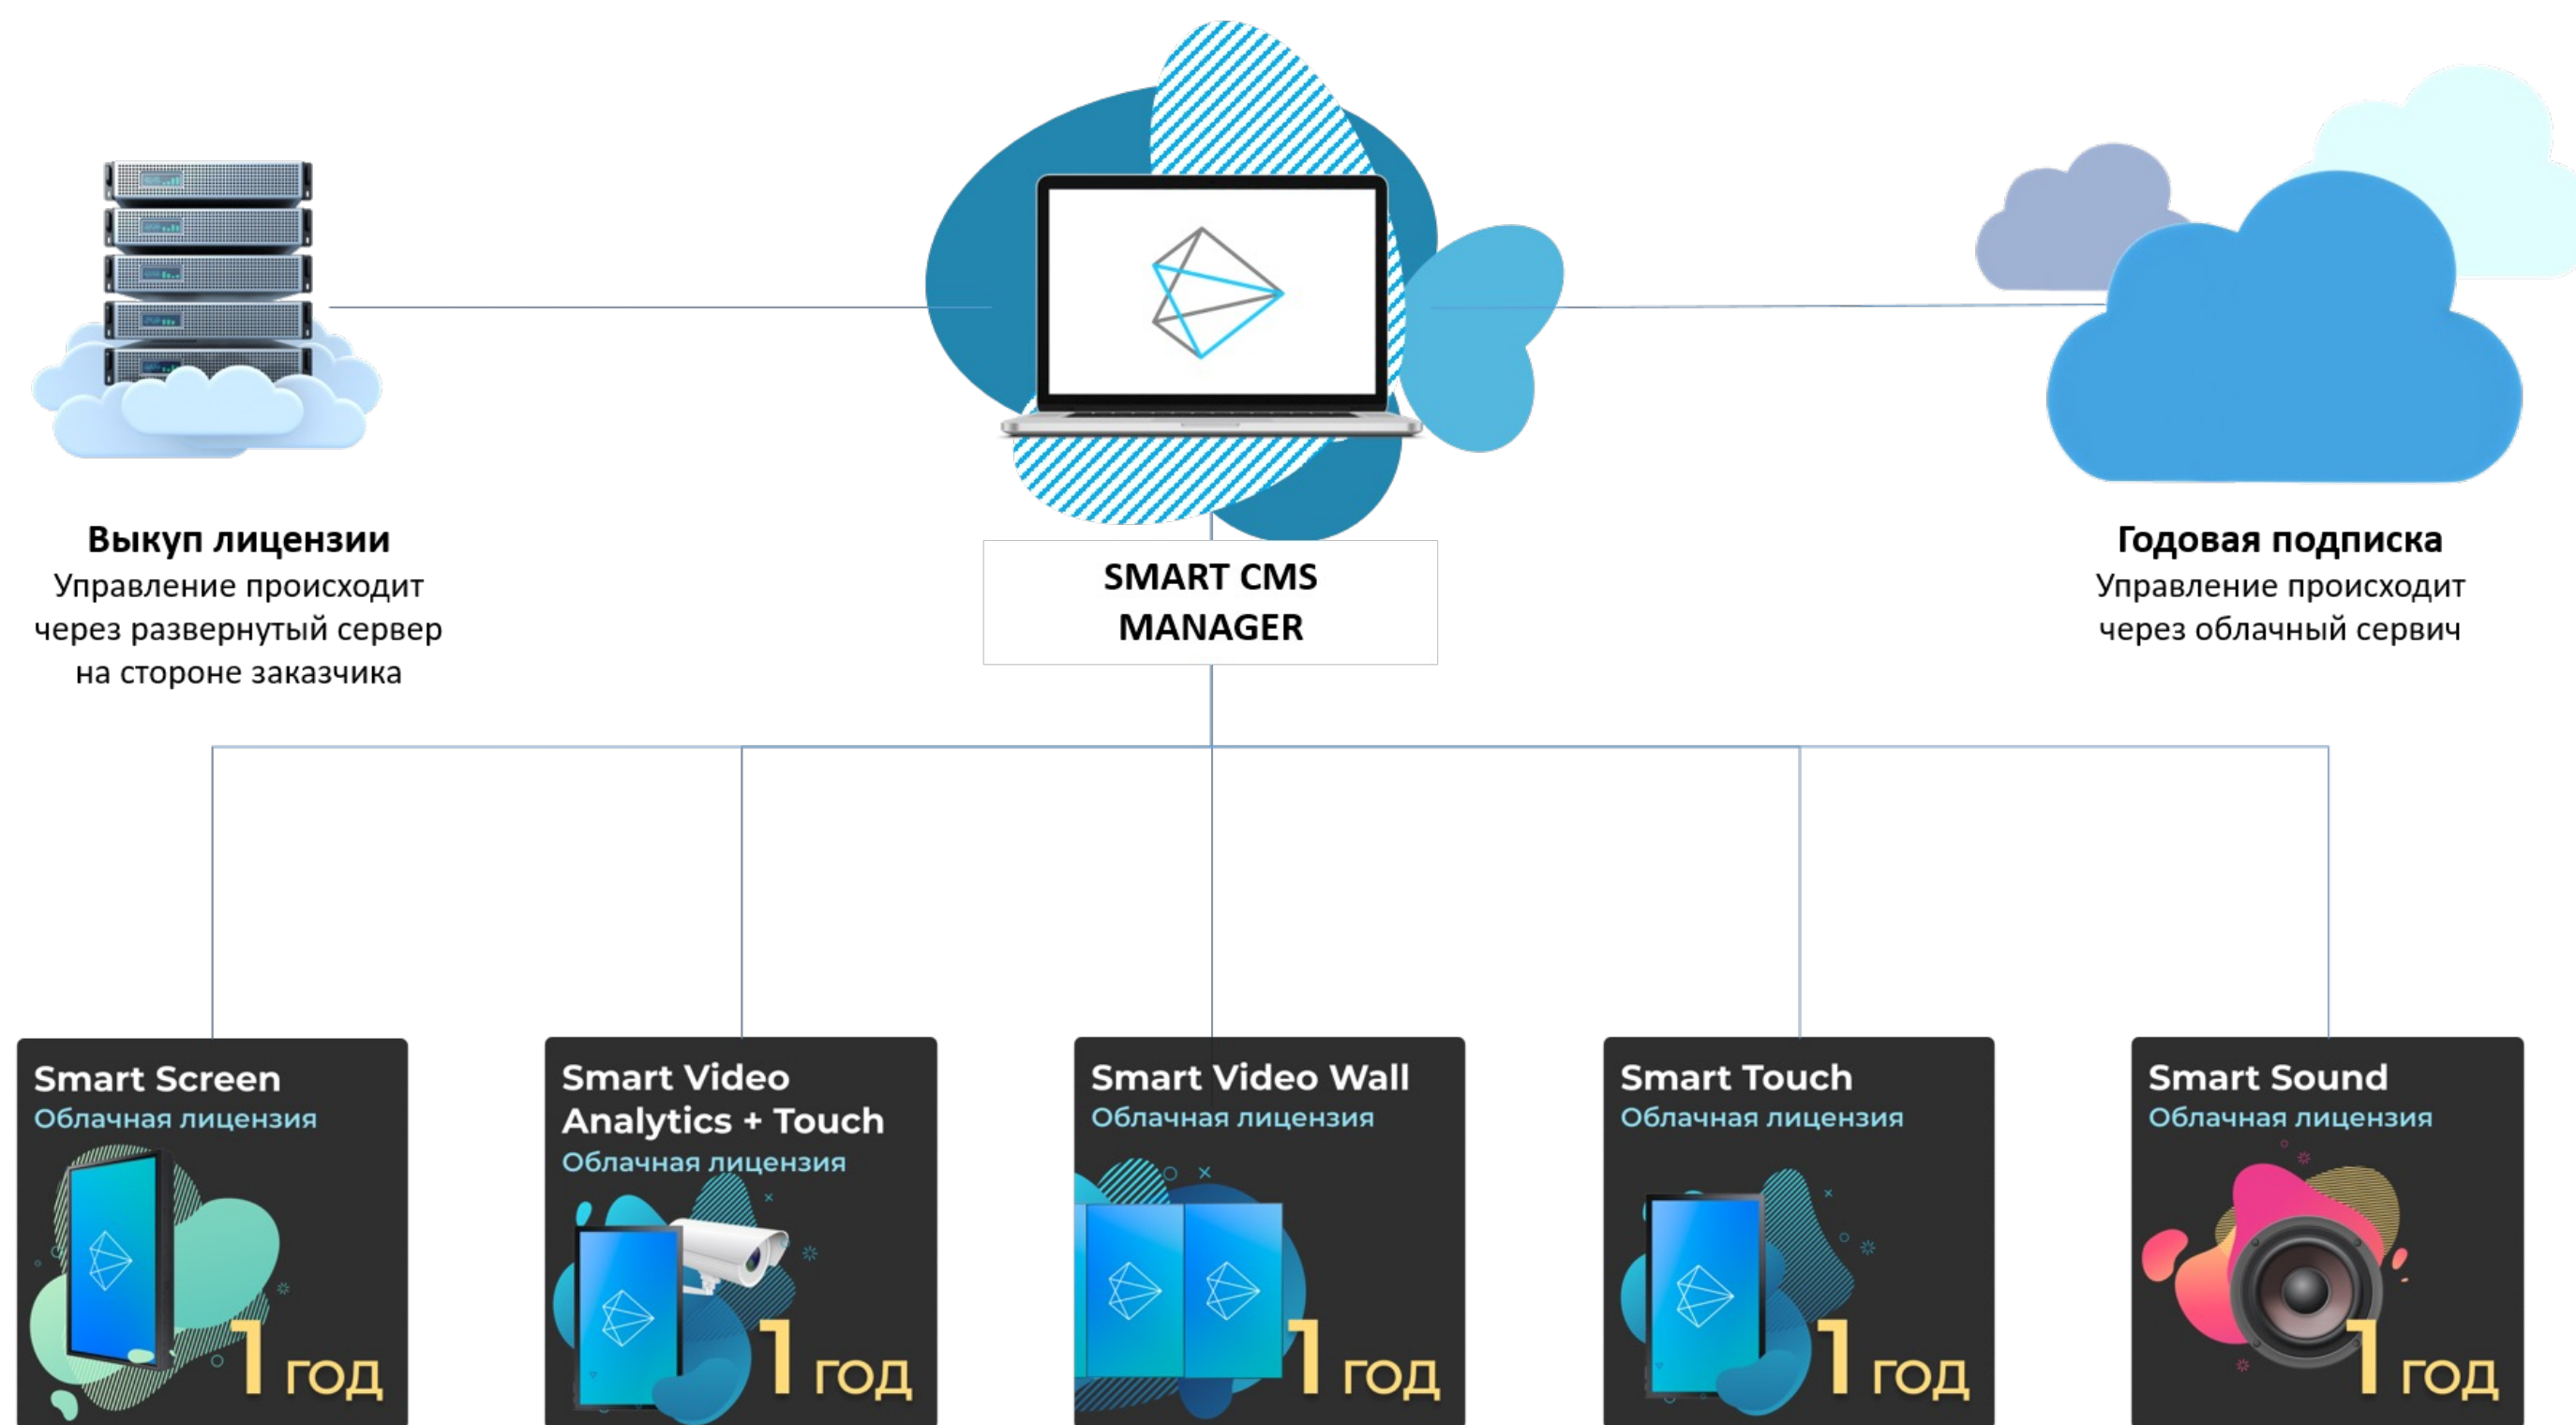 Выкуп лицензии
Управление происходит
через развернутый сервер
на стороне заказчика
SMART CMS
MANAGER
Годовая подписка
Управление происходит
через облачный сервич
Smart Screen
Облачная лицензия
1 год
Smart Video
Analytics + Touch
Облачная лицензия
1 год
Smart Video Wall
Облачная лицензия
1 год
Smart Touch
Облачная лицензия
1 год
Smart Sound
Облачная лицензия
1 год